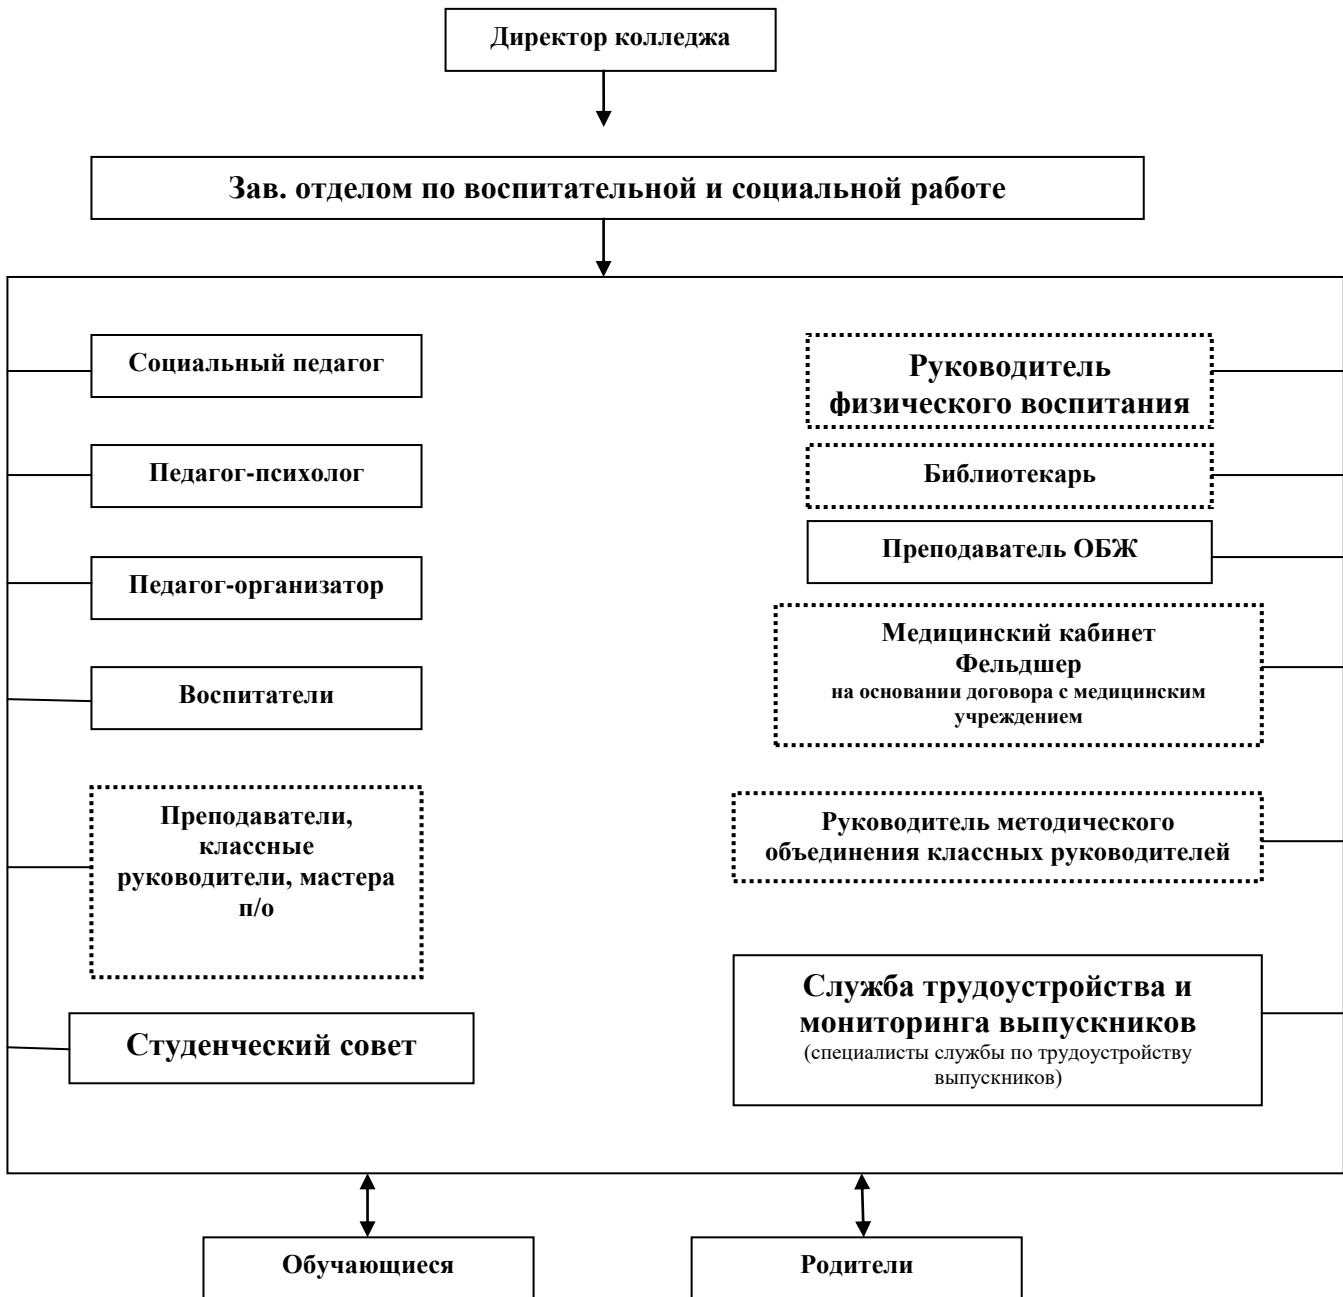 Директор колледжа
Зав. отделом по воспитательной и социальной работе
Социальный педагог
Педагог-психолог
Педагог-организатор
Воспитатели
Преподаватели,
классные
руководители, мастера
п/о
Студенческий совет
Руководитель
физического воспитания
Библиотекарь
Преподаватель ОБЖ
Медицинский кабинет
Фельдшер
на основании договора с медицинским
учреждением
Руководитель методического
объединения классных руководителей
Служба трудоустройства и
мониторинга выпускников
(специалисты службы по трудоустройству
выпускников)
Обучающиеся
Родители